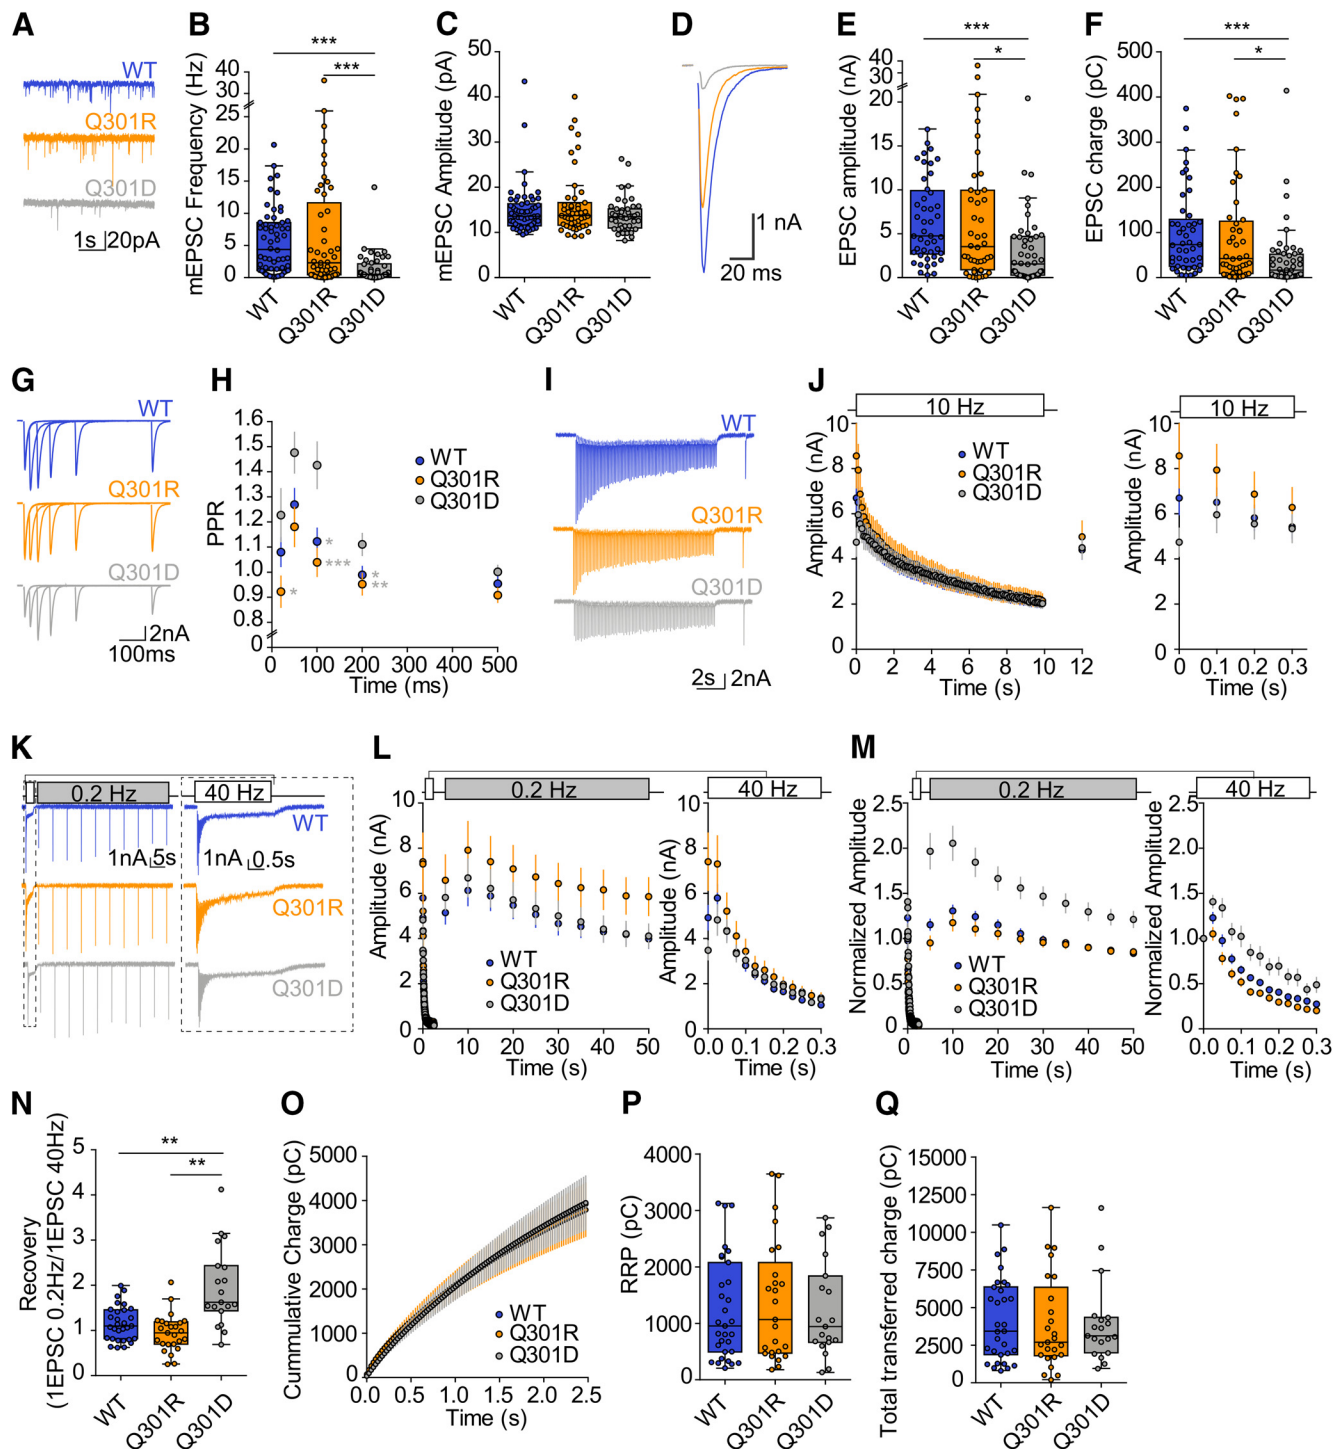 A
WT
Q301R
Q301D
1s 20pA
B
***
***
mEPSC Frequency (Hz)
40
30
25
20
15
10
5
0
WT
Q301R
Q301D
C
mEPSC Amplitude (pA)
50
40
30
20
10
0
WT
Q301R
Q301D
D
1 nA
20 ms
E
***
*
EPSC amplitude (nA)
40
30
20
15
10
5
0
WT
Q301R
Q301D
F
***
*
EPSC charge (pC)
500
400
300
200
100
0
WT
Q301R
Q301D
G
WT
Q301R
Q301D
2nA
100ms
H
PPR
1.6
1.5
1.4
1.3
1.2
1.1
1.0
0.9
0.8
0
WT
Q301R
Q301D
*
*
***
*
**
0 100 200 300 400 500
Time (ms)
I
WT
Q301R
Q301D
2s 2nA
J
10 Hz
Amplitude (nA)
10
8
6
4
2
0
WT
Q301R
Q301D
0 2 4 6 8 10 12
Time (s)
10 Hz
Amplitude (nA)
10
8
6
4
2
0
0 0.1 0.2 0.3
Time (s)
K
0.2 Hz
40 Hz
WT
1nA 5s
1nA 0.5s
Q301R
Q301D
L
0.2 Hz
Amplitude (nA)
10
8
6
4
2
0
WT
Q301R
Q301D
0 10 20 30 40 50
Time (s)
40 Hz
Amplitude (nA)
10
8
6
4
2
0
0.0 0.1 0.2 0.3
Time (s)
M
0.2 Hz
Normalized Amplitude
2.5
2.0
1.5
1.0
0.5
0
WT
Q301R
Q301D
0 10 20 30 40 50
Time (s)
40 Hz
Normalized Amplitude
2.5
2.0
1.5
1.0
0.5
0
0.0 0.1 0.2 0.3
Time (s)
N
Recovery
(1EPSC 0.2Hz/1EPSC 40Hz)
**
**
5
4
3
2
1
0
WT
Q301R
Q301D
O
Cummulative Charge (pC)
5000
4000
3000
2000
1000
0
WT
Q301R
Q301D
0.0 0.5 1.0 1.5 2.0 2.5
Time (s)
P
RRP (pC)
4000
3000
2000
1000
0
WT
Q301R
Q301D
Q
Total transferred charge (pC)
15000
12500
10000
7500
5000
2500
0
WT
Q301R
Q301D